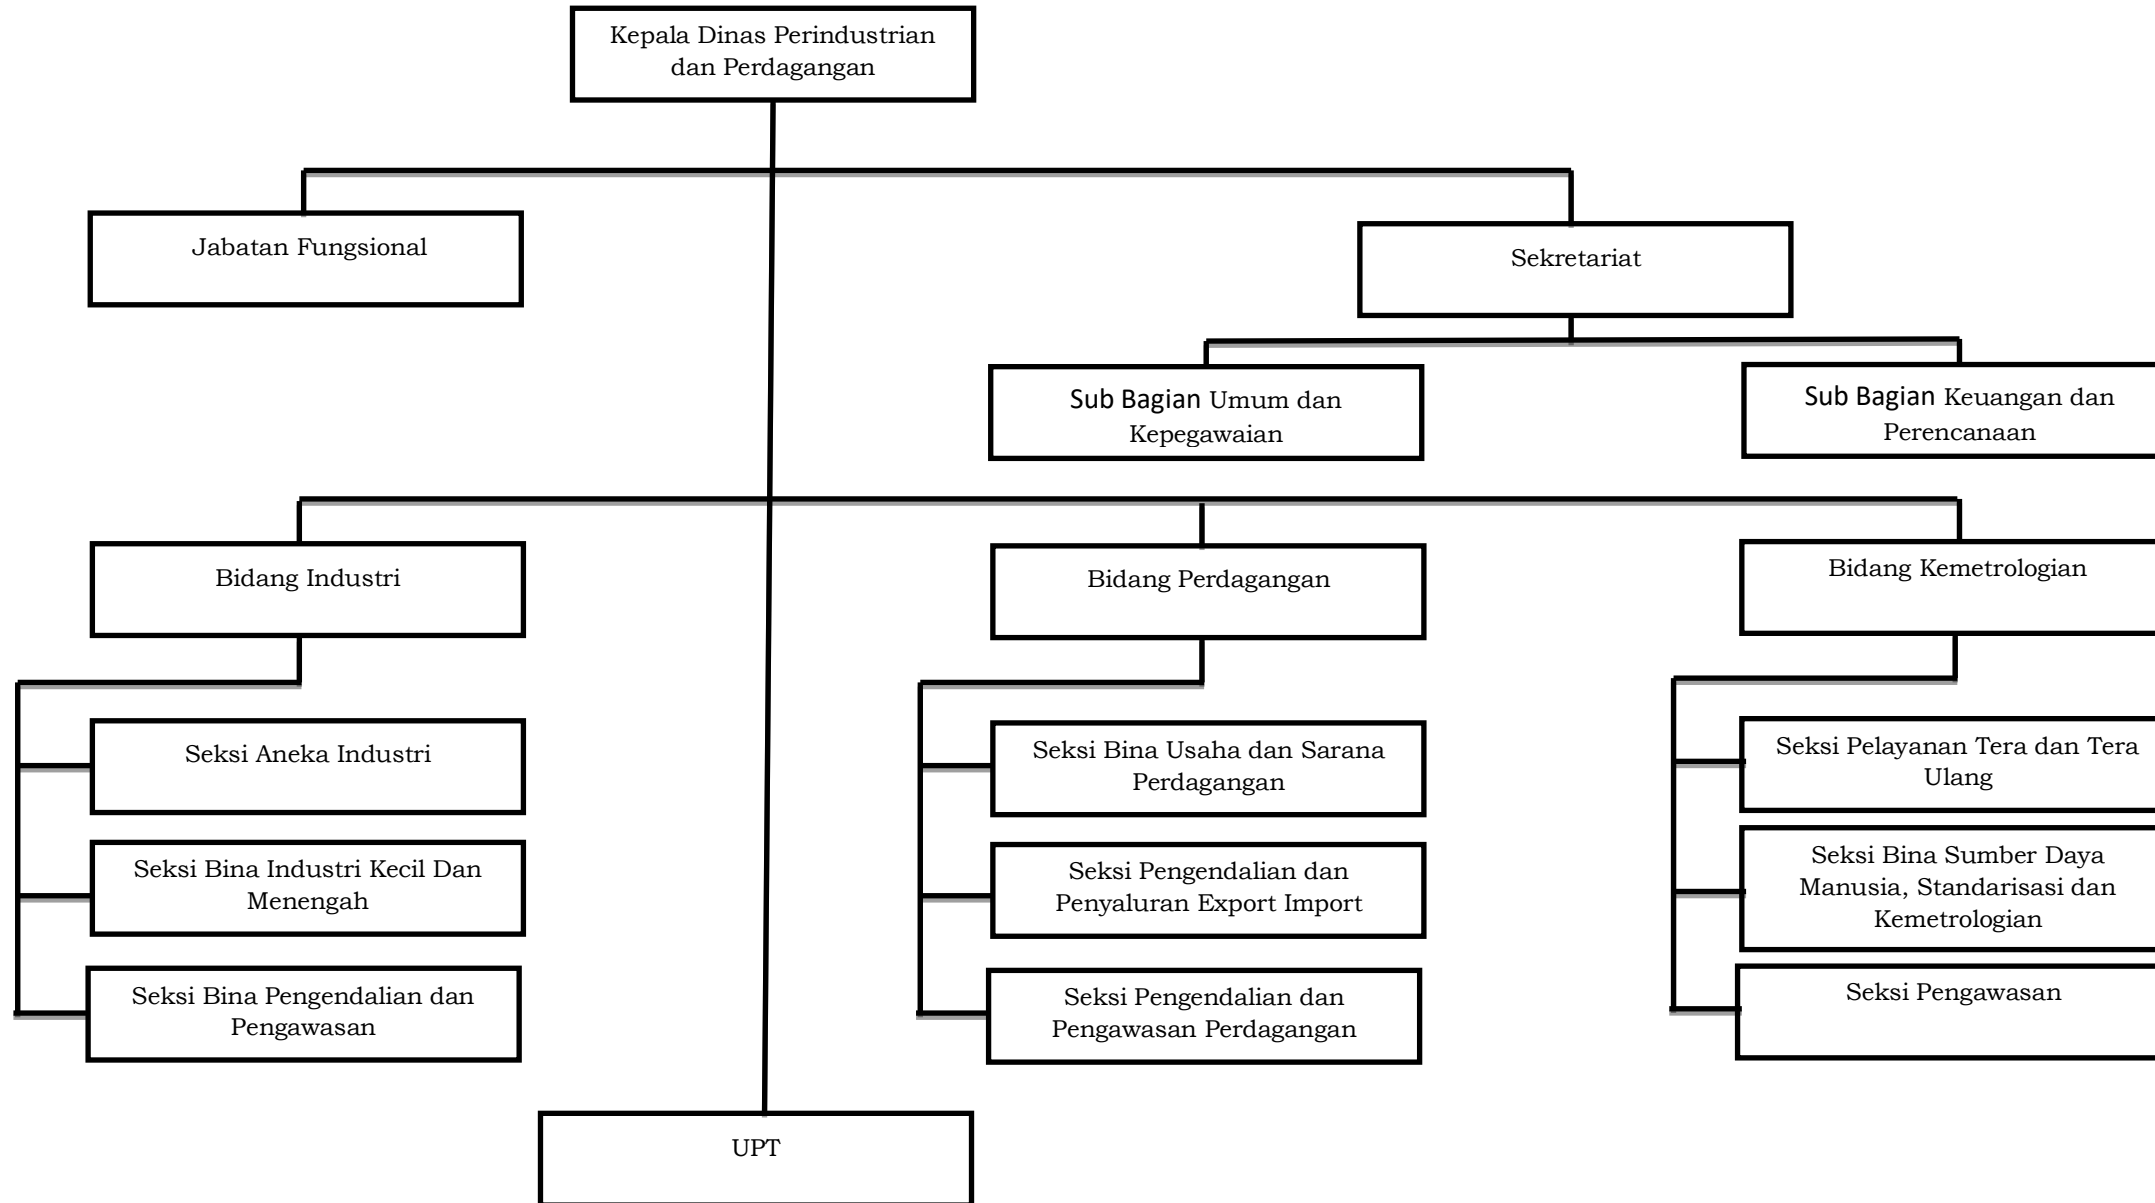 Kepala Dinas Perindustrian
dan Perdagangan
Jabatan Fungsional
Sekretariat
Sub Bagian Umum dan
Kepegawaian
Sub Bagian Keuangan dan
Perencanaan
Bidang Industri
Bidang Perdagangan
Bidang Kemetrologian
Seksi Aneka Industri
Seksi Bina Industri Kecil Dan
Menengah
Seksi Bina Pengendalian dan
Pengawasan
Seksi Bina Usaha dan Sarana
Perdagangan
Seksi Pengendalian dan
Penyaluran Export Import
Seksi Pengendalian dan
Pengawasan Perdagangan
Seksi Pelayanan Tera dan Tera
Ulang
Seksi Bina Sumber Daya
Manusia, Standarisasi dan
Kemetrologian
Seksi Pengawasan
UPT